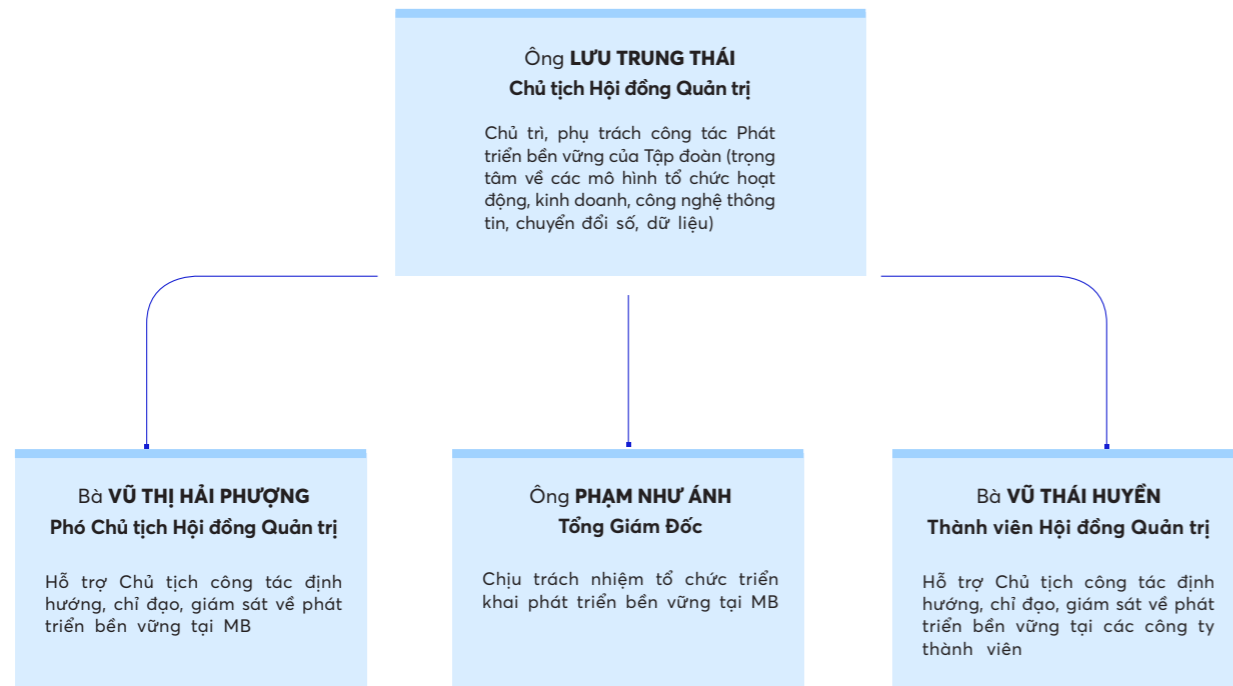 Ông LƯU TRUNG THÁI
Chủ tịch Hội đồng Quản trị
Chủ trì, phụ trách công tác Phát
triển bền vững của Tập đoàn (trọng
tâm về các mô hình tổ chức hoạt
động, kinh doanh, công nghệ thông
tin, chuyển đổi số, dữ liệu)
Bà VŨ THỊ HẢI PHƯỢNG
Phó Chủ tịch Hội đồng Quản trị
Hỗ trợ Chủ tịch công tác định
hướng, chỉ đạo, giám sát về phát
triển bền vững tại MB
Ông PHẠM NHƯ ÁNH
Tổng Giám Đốc
Chịu trách nhiệm tổ chức triển
khai phát triển bền vững tại MB
Bà VŨ THÁI HUYỀN
Thành viên Hội đồng Quản trị
Hỗ trợ Chủ tịch công tác định
hướng, chỉ đạo, giám sát về phát
triển bền vững tại các công ty
thành viên